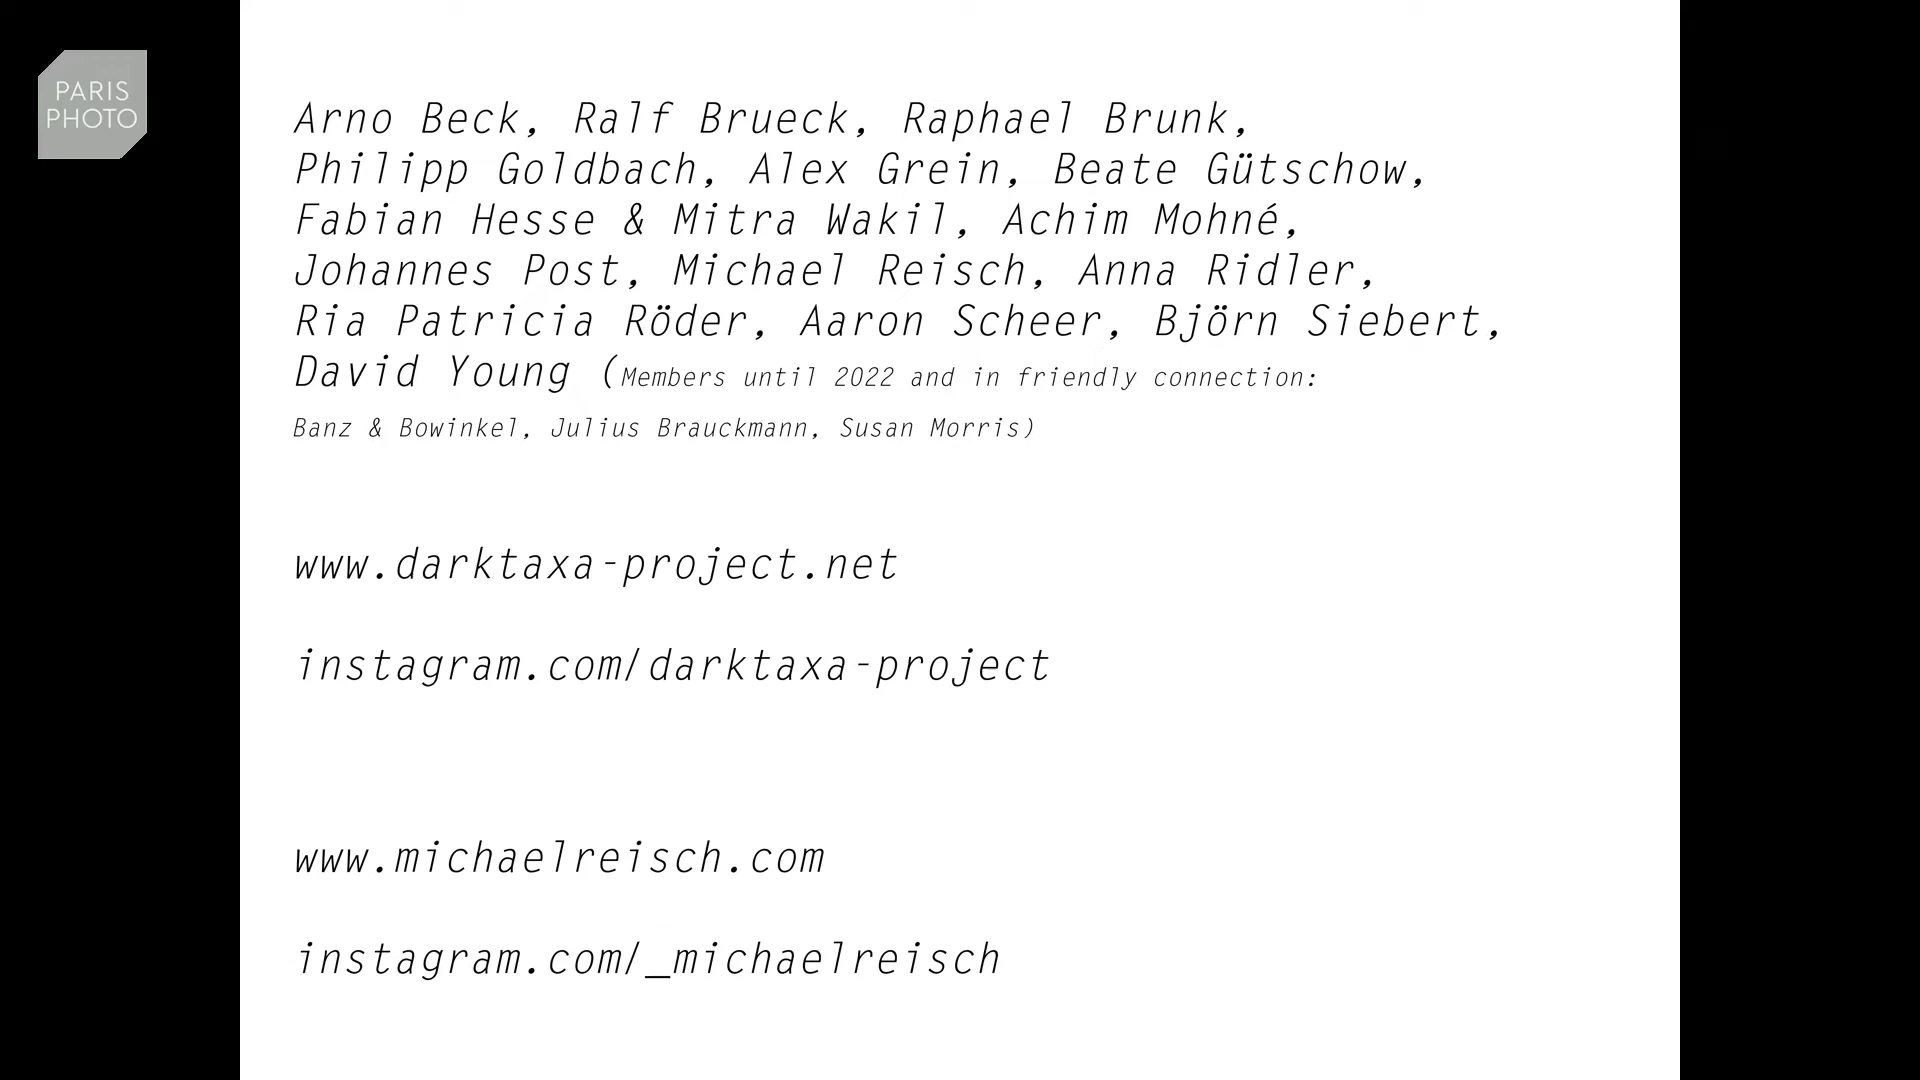 PARIS
PHOTO
Arno Beck, Ralf Brueck, Raphael Brunk,
Philipp Goldbach, Alex Grein, Beate Gütschow,
Fabian Hesse & Mitra Wakil, Achim Mohné,
Johannes Post, Michael Reisch, Anna Ridler,
Ria Patricia Röder, Aaron Scheer, Björn Siebert,
David Young (Members until 2022 and in friendly connection:
Banz & Bowinkel, Julius Brauckmann, Susan Morris)
www.darktaxa-project.net
instagram.com/darktaxa-project
www.michaelreisch.com
instagram.com/_michaelreisch